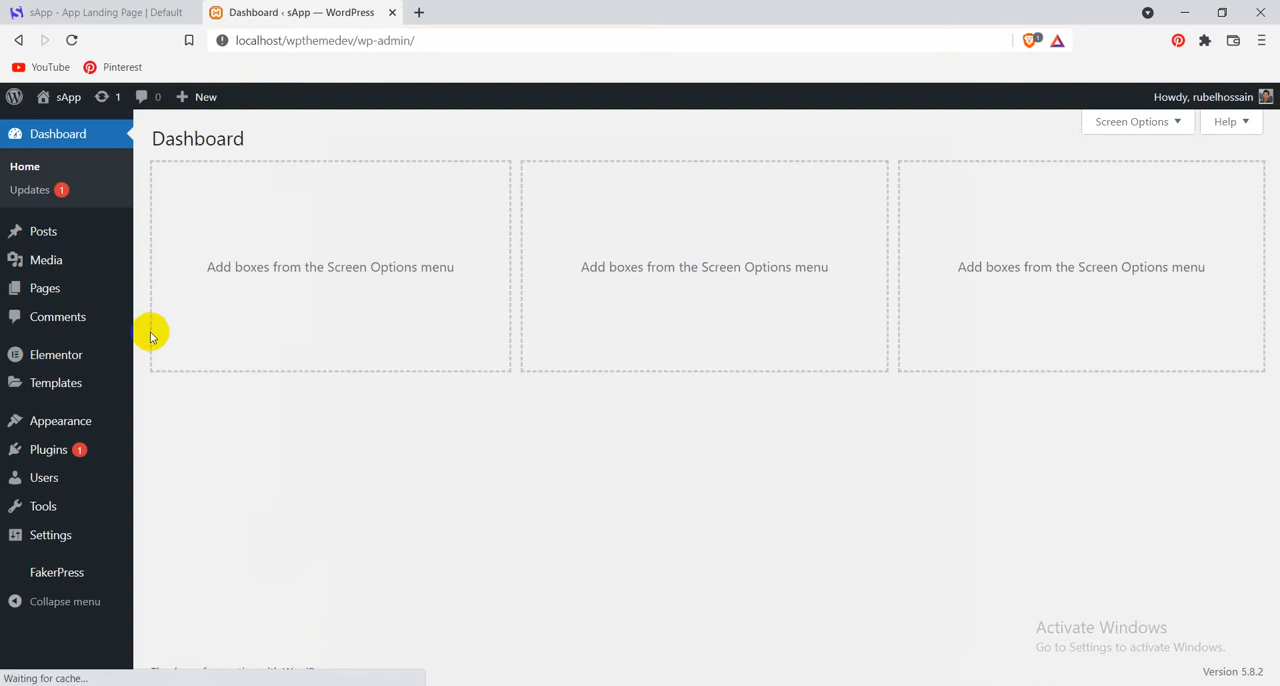 sApp - App Landing Page | Default
Dashboard ‹ sApp — WordPress
localhost/wpthemedev/wp-admin/
1
YouTube
Pinterest
sApp
1
0
New
Howdy, rubelhossain
Dashboard
Home
Updates 1
Posts
Media
Pages
Comments
Elementor
Templates
Appearance
Plugins 1
Users
Tools
Settings
FakerPress
Collapse menu
Dashboard
Screen Options
Help
Add boxes from the Screen Options menu
Add boxes from the Screen Options menu
Add boxes from the Screen Options menu
Activate Windows
Go to Settings to activate Windows.
Version 5.8.2
Waiting for cache...